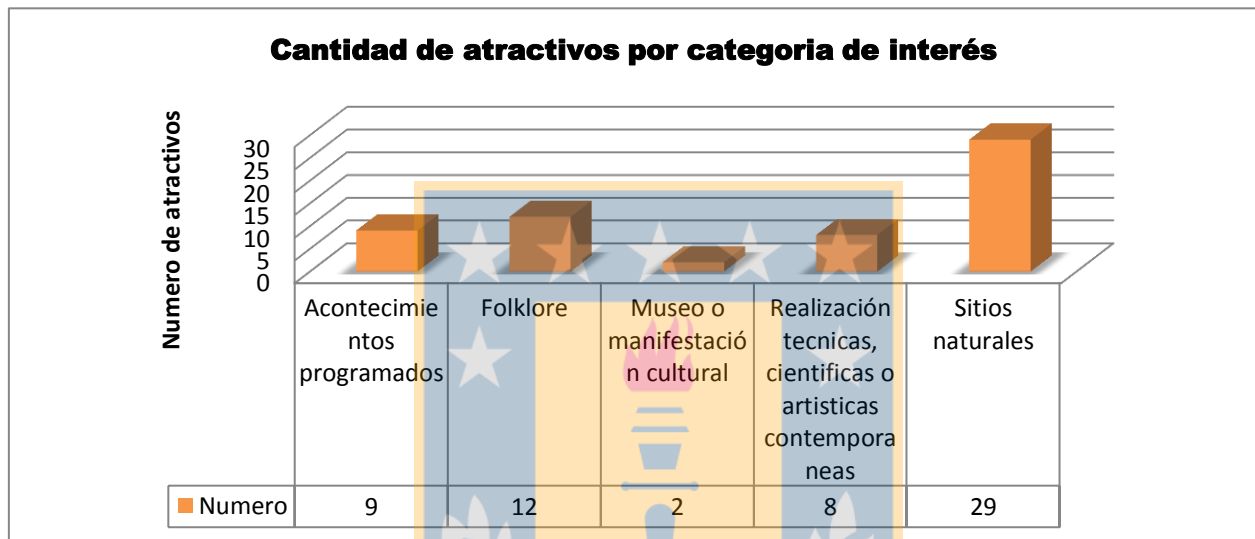 Cantidad de atractivos por categoria de interés
Numero de atractivos
30
25
20
15
10
5
0
Acontecimie
ntos
programados
Folklore
Museo o
manifestació
n cultural
Realización
tecnicas,
cientificas o
artisticas
contempora
neas
Sitios
naturales
Numero 9 12 2 8 29